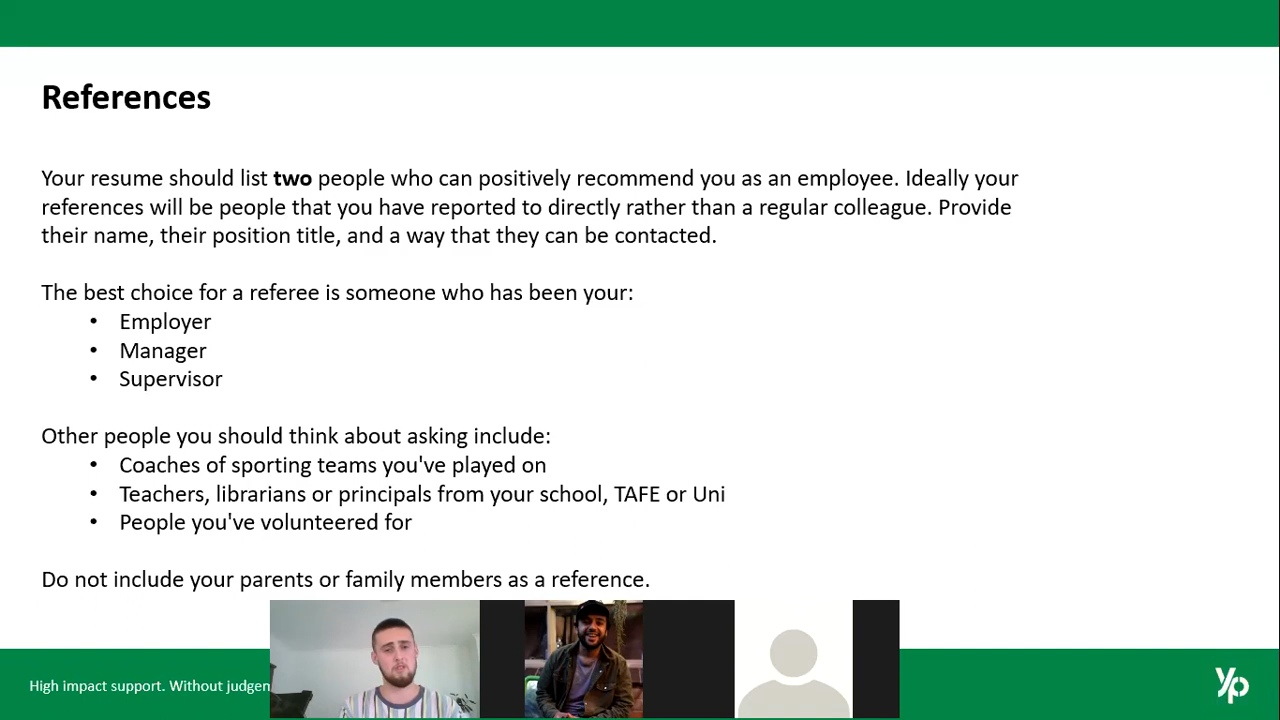 References
Your resume should list two people who can positively recommend you as an employee. Ideally your
references will be people that you have reported to directly rather than a regular colleague. Provide
their name, their position title, and a way that they can be contacted.
The best choice for a referee is someone who has been your:
• Employer
• Manager
• Supervisor
Other people you should think about asking include:
• Coaches of sporting teams you've played on
• Teachers, librarians or principals from your school, TAFE or Uni
• People you've volunteered for
Do not include your parents or family members as a reference.
High impact support. Without judgen
yp